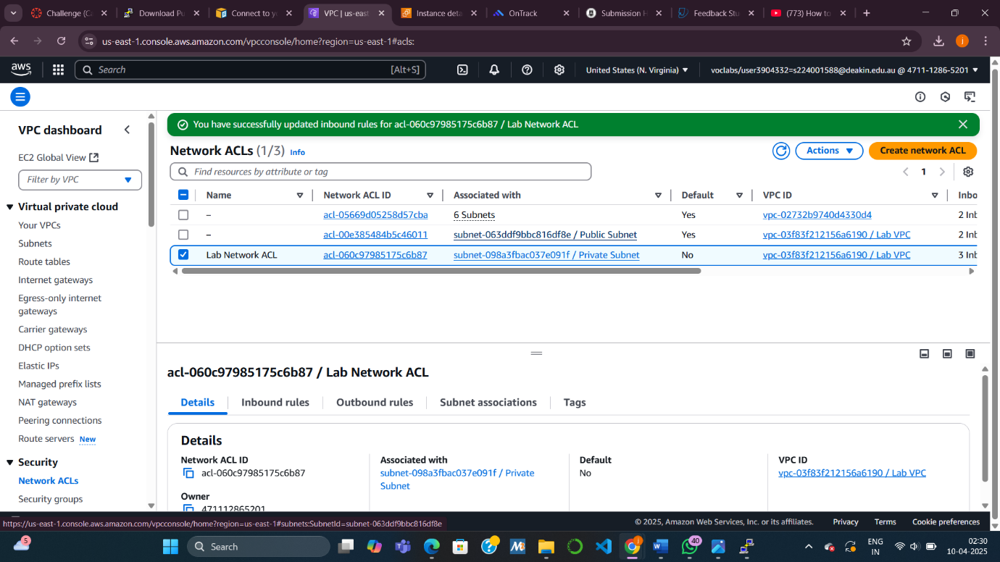 Challenge (Ca
Download Pu
Connect to yo
VPC | us-east
Instance deta
OnTrack
Submission H
Feedback Stu
(773) How to
us-east-1.console.aws.amazon.com/vpcconsole/home?region=us-east-1#acls:
j
aws
Search
[Alt+S]
United States (N. Virginia)
voclabs/user3904332=s224001588@deakin.edu.au @ 4711-1286-5201
VPC dashboard
EC2 Global View
Filter by VPC
Virtual private cloud
Your VPCs
Subnets
Route tables
Internet gateways
Egress-only internet
gateways
Carrier gateways
DHCP option sets
Elastic IPs
Managed prefix lists
NAT gateways
Peering connections
Route servers New
Security
Network ACLs
Security groups
You have successfully updated inbound rules for acl-060c97985175c6b87 / Lab Network ACL
Network ACLs (1/3) Info
Actions
Create network ACL
Find resources by attribute or tag
1
Name
Network ACL ID
Associated with
Default
VPC ID
Inbo
–
acl-05669d05258d57cba
6 Subnets
Yes
vpc-02732b9740d4330d4
2 Inb
–
acl-00e385484b5c46011
subnet-063ddf9bbc816df8e / Public Subnet
Yes
vpc-03f83f212156a6190 / Lab VPC
2 Inb
Lab Network ACL
acl-060c97985175c6b87
subnet-098a3fbac037e091f / Private Subnet
No
vpc-03f83f212156a6190 / Lab VPC
3 Inb
acl-060c97985175c6b87 / Lab Network ACL
Details
Inbound rules
Outbound rules
Subnet associations
Tags
Details
Network ACL ID
acl-060c97985175c6b87
Associated with
subnet-098a3fbac037e091f / Private
Subnet
Default
No
VPC ID
vpc-03f83f212156a6190 / Lab VPC
Owner
471112865201
https://us-east-1.console.aws.amazon.com/vpcconsole/home?region=us-east-1#subnets:SubnetId=subnet-063ddf9bbc816df8e
© 2025, Amazon Web Services, Inc. or its affiliates.
Privacy
Terms
Cookie preferences
5
Search
j
40
ENG
IN
02:30
10-04-2025